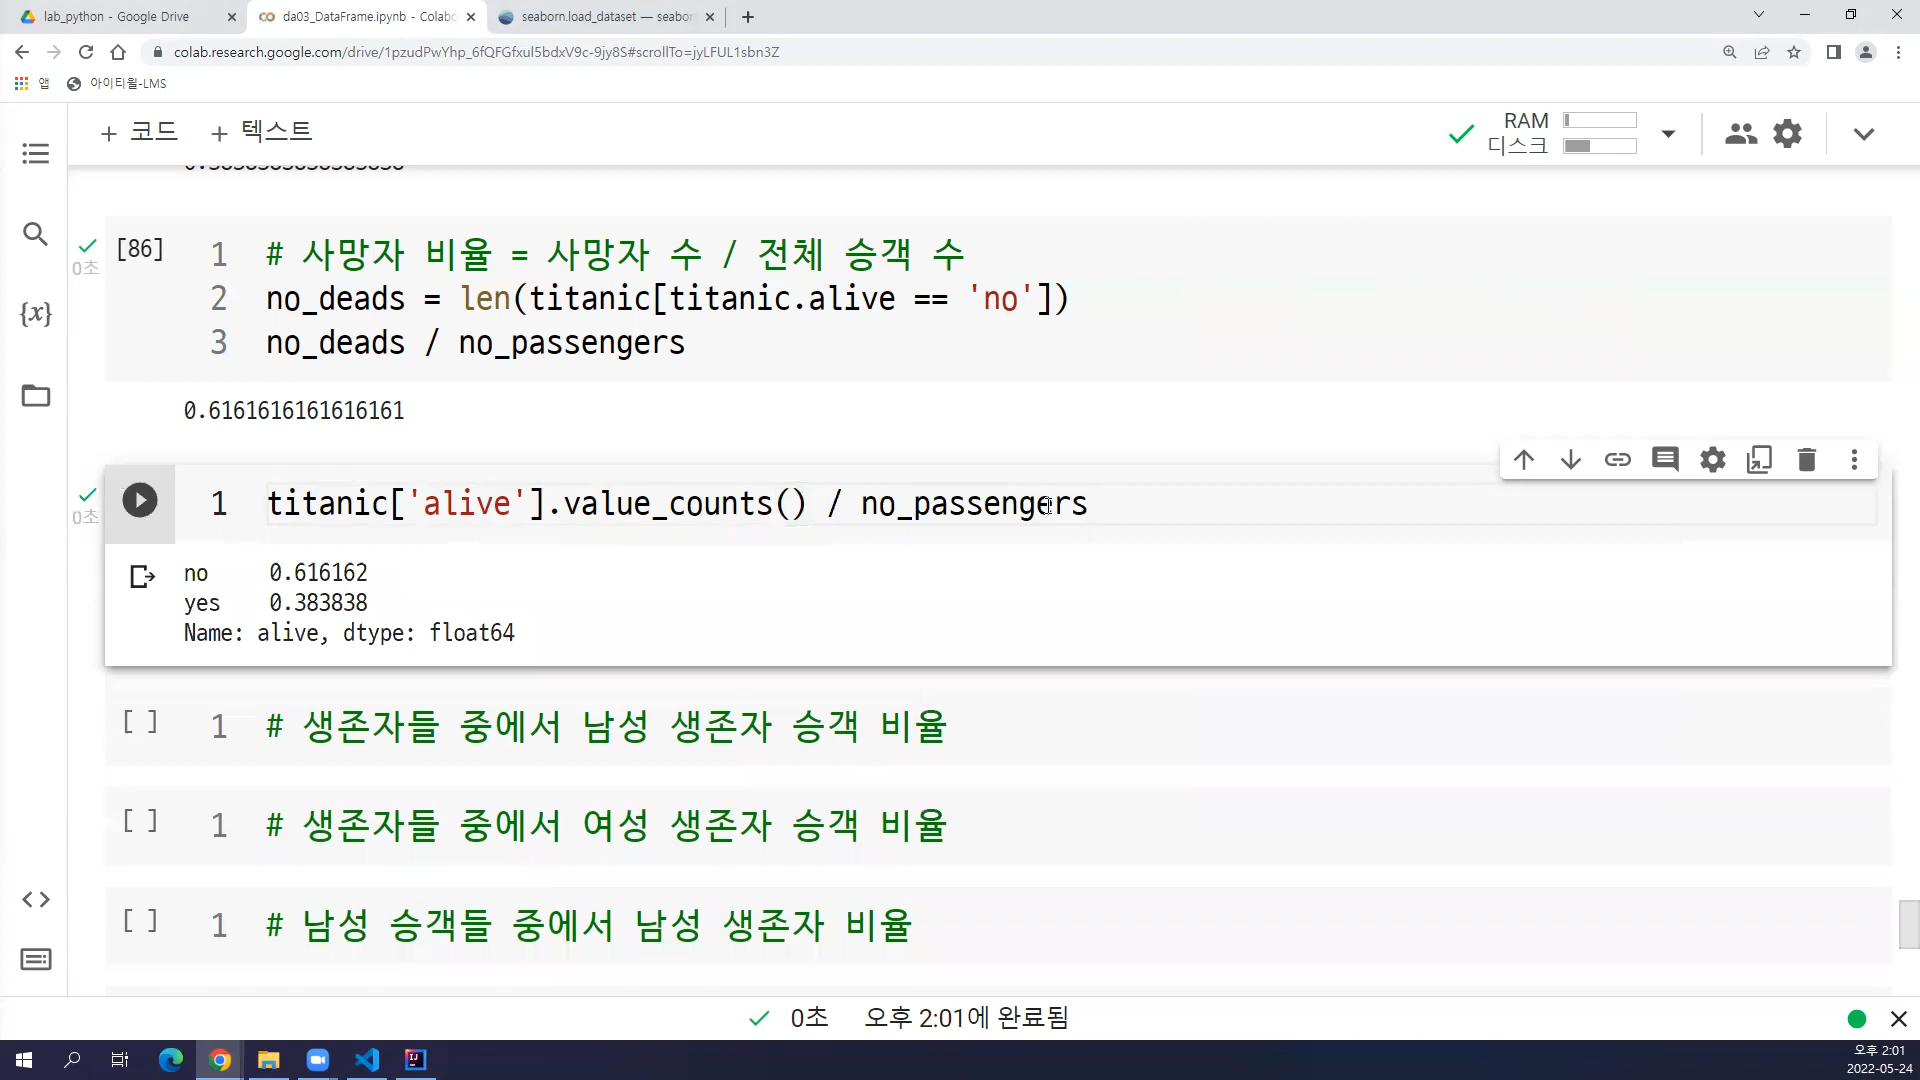 lab_python - Google Drive
da03_DataFrame.ipynb - Colab
seaborn.load_dataset — seabor
colab.research.google.com/drive/1pzudPwYhp_6fQFGfxul5bdxV9c-9jy8S#scrollTo=jyLFUL1sbn3Z
앱
아이티윌-LMS
+ 코드 + 텍스트
RAM
디스크
[86]
0초
1 # 사망자 비율 = 사망자 수 / 전체 승객 수
2 no_deads = len(titanic[titanic.alive == 'no'])
3 no_deads / no_passengers
0.6161616161616161
0초
1 titanic['alive'].value_counts() / no_passengers
no 0.616162
yes 0.383838
Name: alive, dtype: float64
[ ] 1 # 생존자들 중에서 남성 생존자 승객 비율
[ ] 1 # 생존자들 중에서 여성 생존자 승객 비율
[ ] 1 # 남성 승객들 중에서 남성 생존자 비율
0초 오후 2:01에 완료됨
오후 2:01
2022-05-24